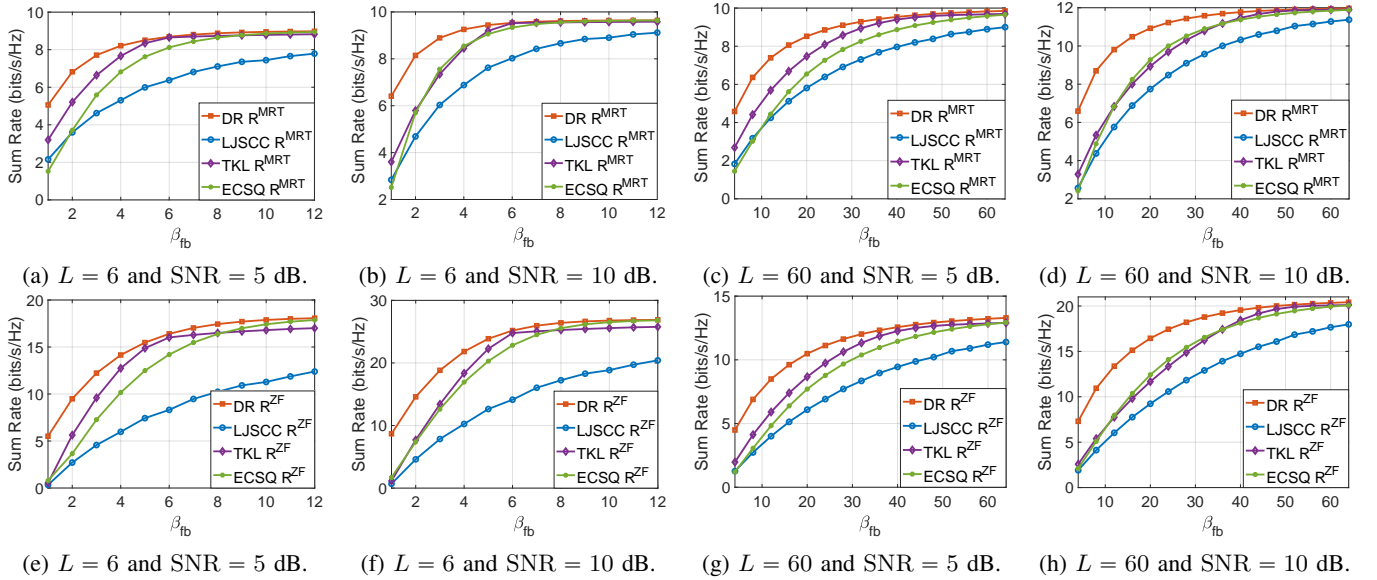 Sum Rate (bits/s/Hz)
10
8
6
4
2
0
2 4 6 8 10 12
β_fb
DR R^MRT
LJSCC R^MRT
TKL R^MRT
ECSQ R^MRT
(a) L = 6 and SNR = 5 dB.
Sum Rate (bits/s/Hz)
10
8
6
4
2
2 4 6 8 10 12
β_fb
DR R^MRT
LJSCC R^MRT
TKL R^MRT
ECSQ R^MRT
(b) L = 6 and SNR = 10 dB.
Sum Rate (bits/s/Hz)
10
8
6
4
2
0
10 20 30 40 50 60
β_fb
DR R^MRT
LJSCC R^MRT
TKL R^MRT
ECSQ R^MRT
(c) L = 60 and SNR = 5 dB.
Sum Rate (bits/s/Hz)
12
10
8
6
4
2
10 20 30 40 50 60
β_fb
DR R^MRT
LJSCC R^MRT
TKL R^MRT
ECSQ R^MRT
(d) L = 60 and SNR = 10 dB.
Sum Rate (bits/s/Hz)
20
15
10
5
0
2 4 6 8 10 12
β_fb
DR R^ZF
LJSCC R^ZF
TKL R^ZF
ECSQ R^ZF
(e) L = 6 and SNR = 5 dB.
Sum Rate (bits/s/Hz)
30
20
10
0
2 4 6 8 10 12
β_fb
DR R^ZF
LJSCC R^ZF
TKL R^ZF
ECSQ R^ZF
(f) L = 6 and SNR = 10 dB.
Sum Rate (bits/s/Hz)
15
10
5
0
10 20 30 40 50 60
β_fb
DR R^ZF
LJSCC R^ZF
TKL R^ZF
ECSQ R^ZF
(g) L = 60 and SNR = 5 dB.
Sum Rate (bits/s/Hz)
20
15
10
5
0
10 20 30 40 50 60
β_fb
DR R^ZF
LJSCC R^ZF
TKL R^ZF
ECSQ R^ZF
(h) L = 60 and SNR = 10 dB.